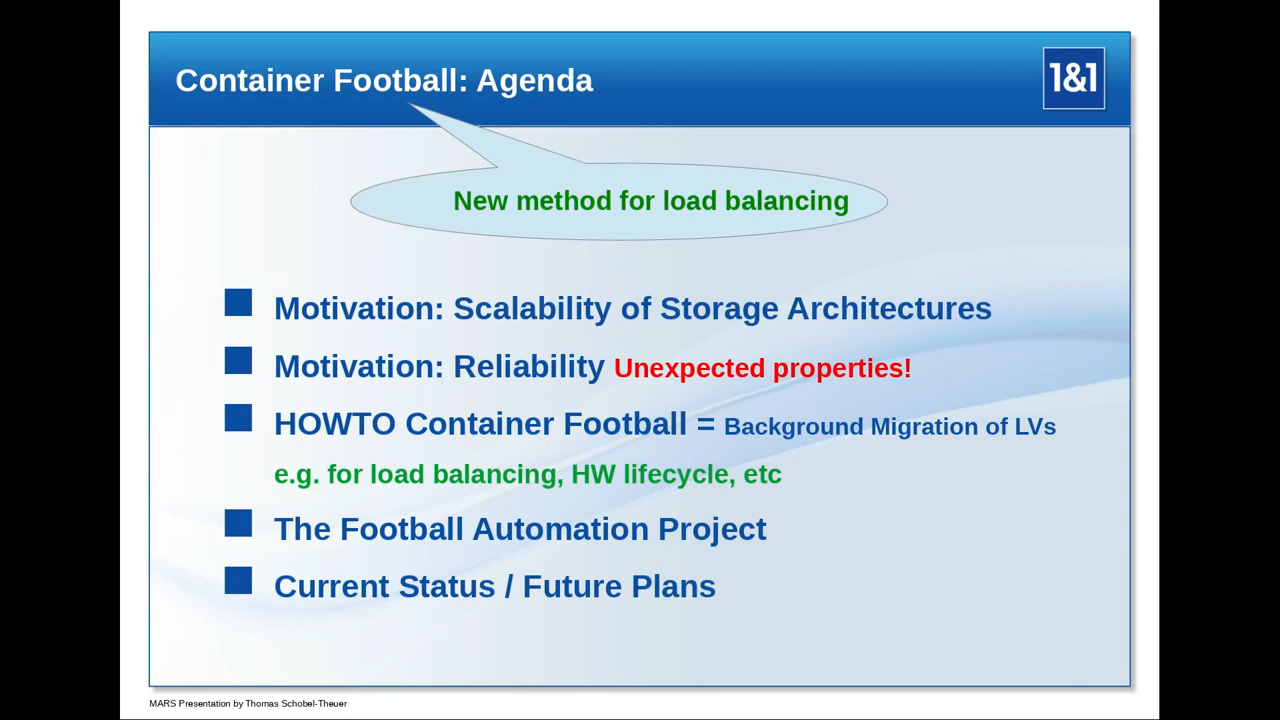 Container Football: Agenda
1&1
New method for load balancing
Motivation: Scalability of Storage Architectures
Motivation: Reliability Unexpected properties!
HOWTO Container Football = Background Migration of LVs
e.g. for load balancing, HW lifecycle, etc
The Football Automation Project
Current Status / Future Plans
MARS Presentation by Thomas Schobel-Theuer